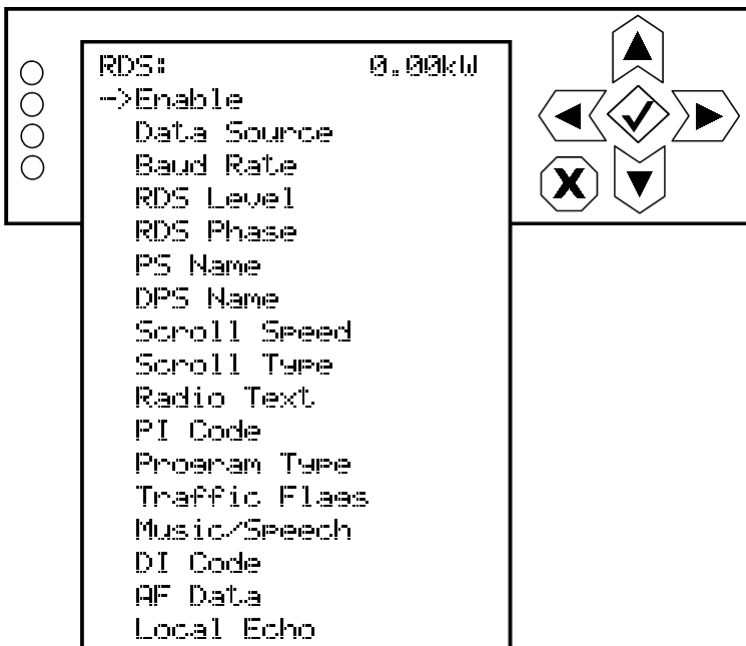 RDS: 0.00kW
->Enable
Data Source
Baud Rate
RDS Level
RDS Phase
PS Name
DPS Name
Scroll Speed
Scroll Type
Radio Text
PI Code
Program Type
Traffic Flags
Music/Speech
DI Code
AF Data
Local Echo
X